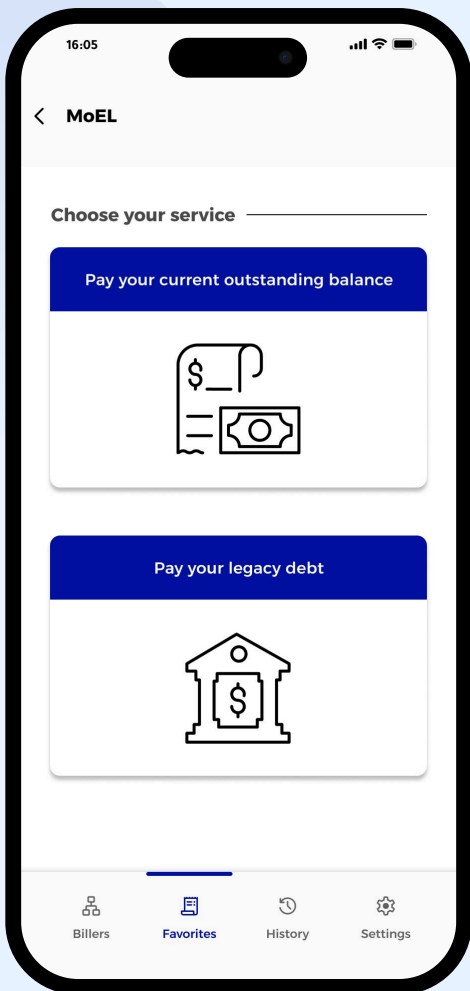 16:05
MoEL
Choose your service
Pay your current outstanding balance
$
Pay your legacy debt
$
Billers Favorites History Settings